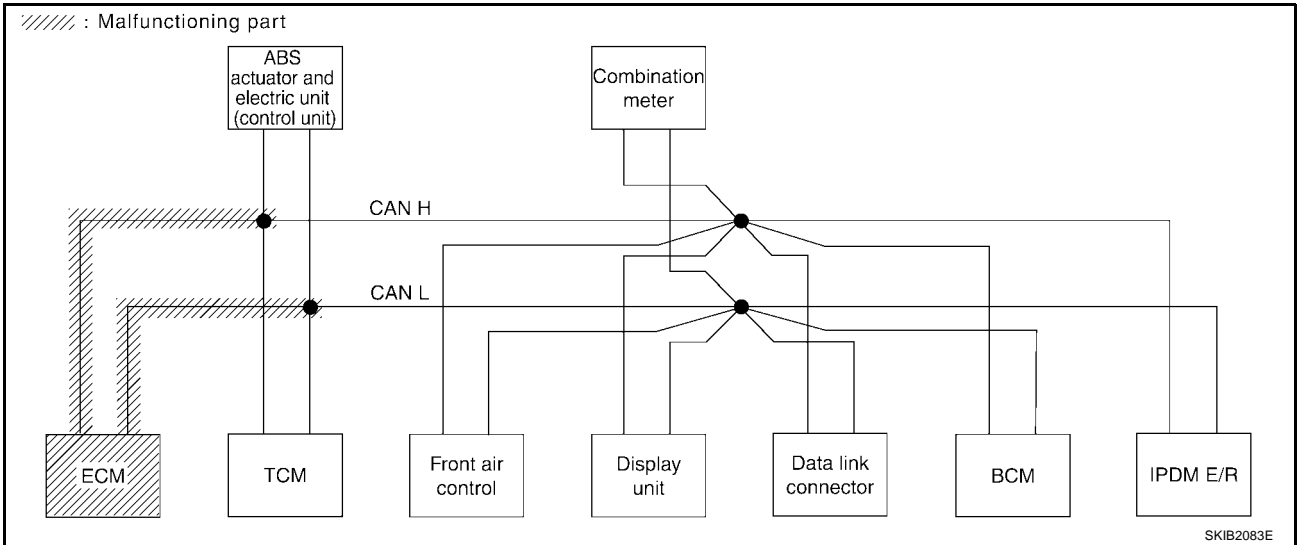 : Malfunctioning part
ABS
actuator and
electric unit
(control unit)
Combination
meter
CAN H
CAN L
ECM
TCM
Front air
control
Display
unit
Data link
connector
BCM
IPDM E/R
SKIB2083E